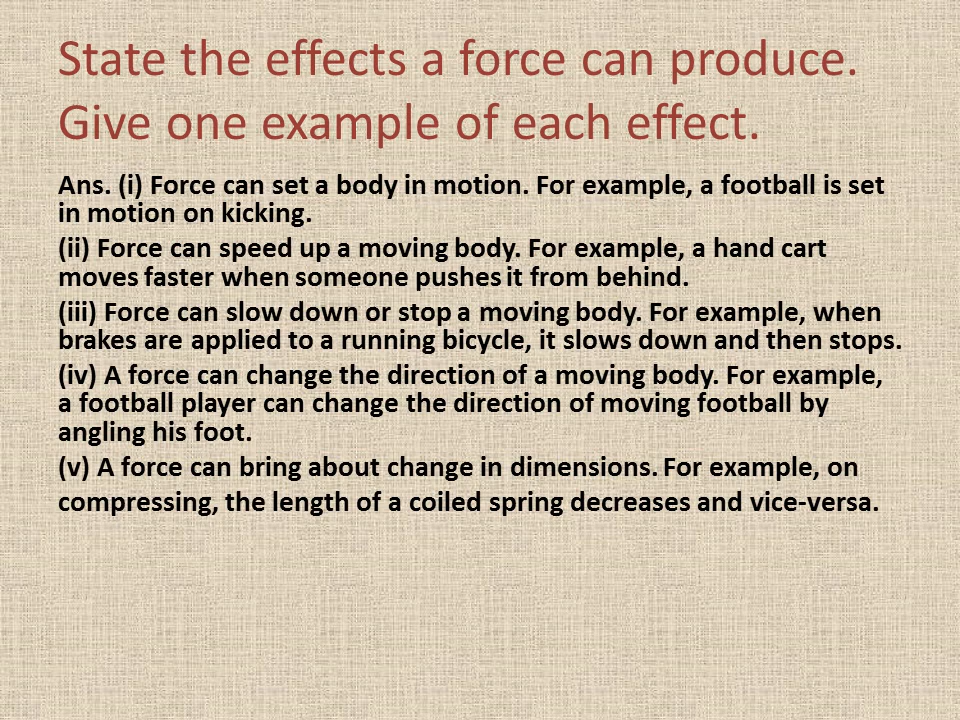 State the effects a force can produce.
Give one example of each effect.
Ans. (i) Force can set a body in motion. For example, a football is set
in motion on kicking.
(ii) Force can speed up a moving body. For example, a hand cart
moves faster when someone pushes it from behind.
(iii) Force can slow down or stop a moving body. For example, when
brakes are applied to a running bicycle, it slows down and then stops.
(iv) A force can change the direction of a moving body. For example,
a football player can change the direction of moving football by
angling his foot.
(v) A force can bring about change in dimensions. For example, on
compressing, the length of a coiled spring decreases and vice-versa.